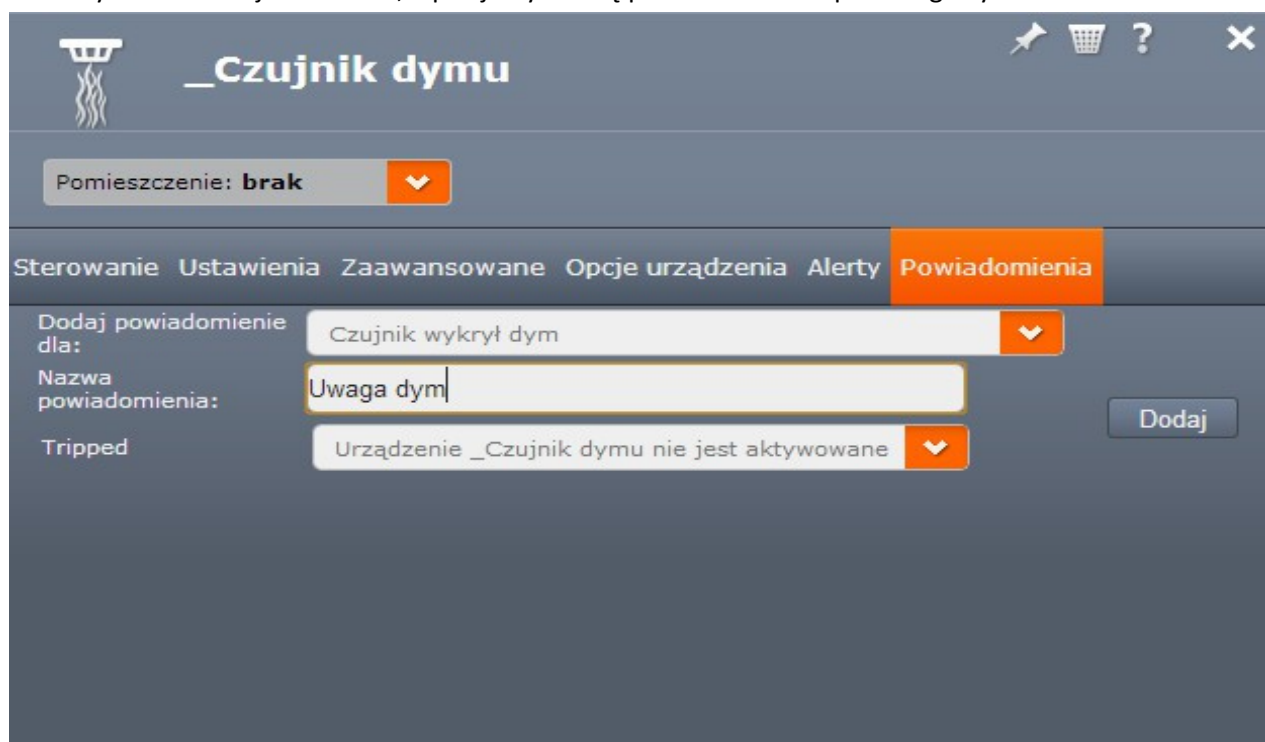 _Czujnik dymu
?
Pomieszczenie: brak
Sterowanie Ustawienia Zaawansowane Opcje urządzenia Alerty Powiadomienia
Dodaj powiadomienie dla:
Czujnik wykrył dym
Nazwa powiadomienia:
Uwaga dym
Dodaj
Tripped
Urządzenie _Czujnik dymu nie jest aktywowane